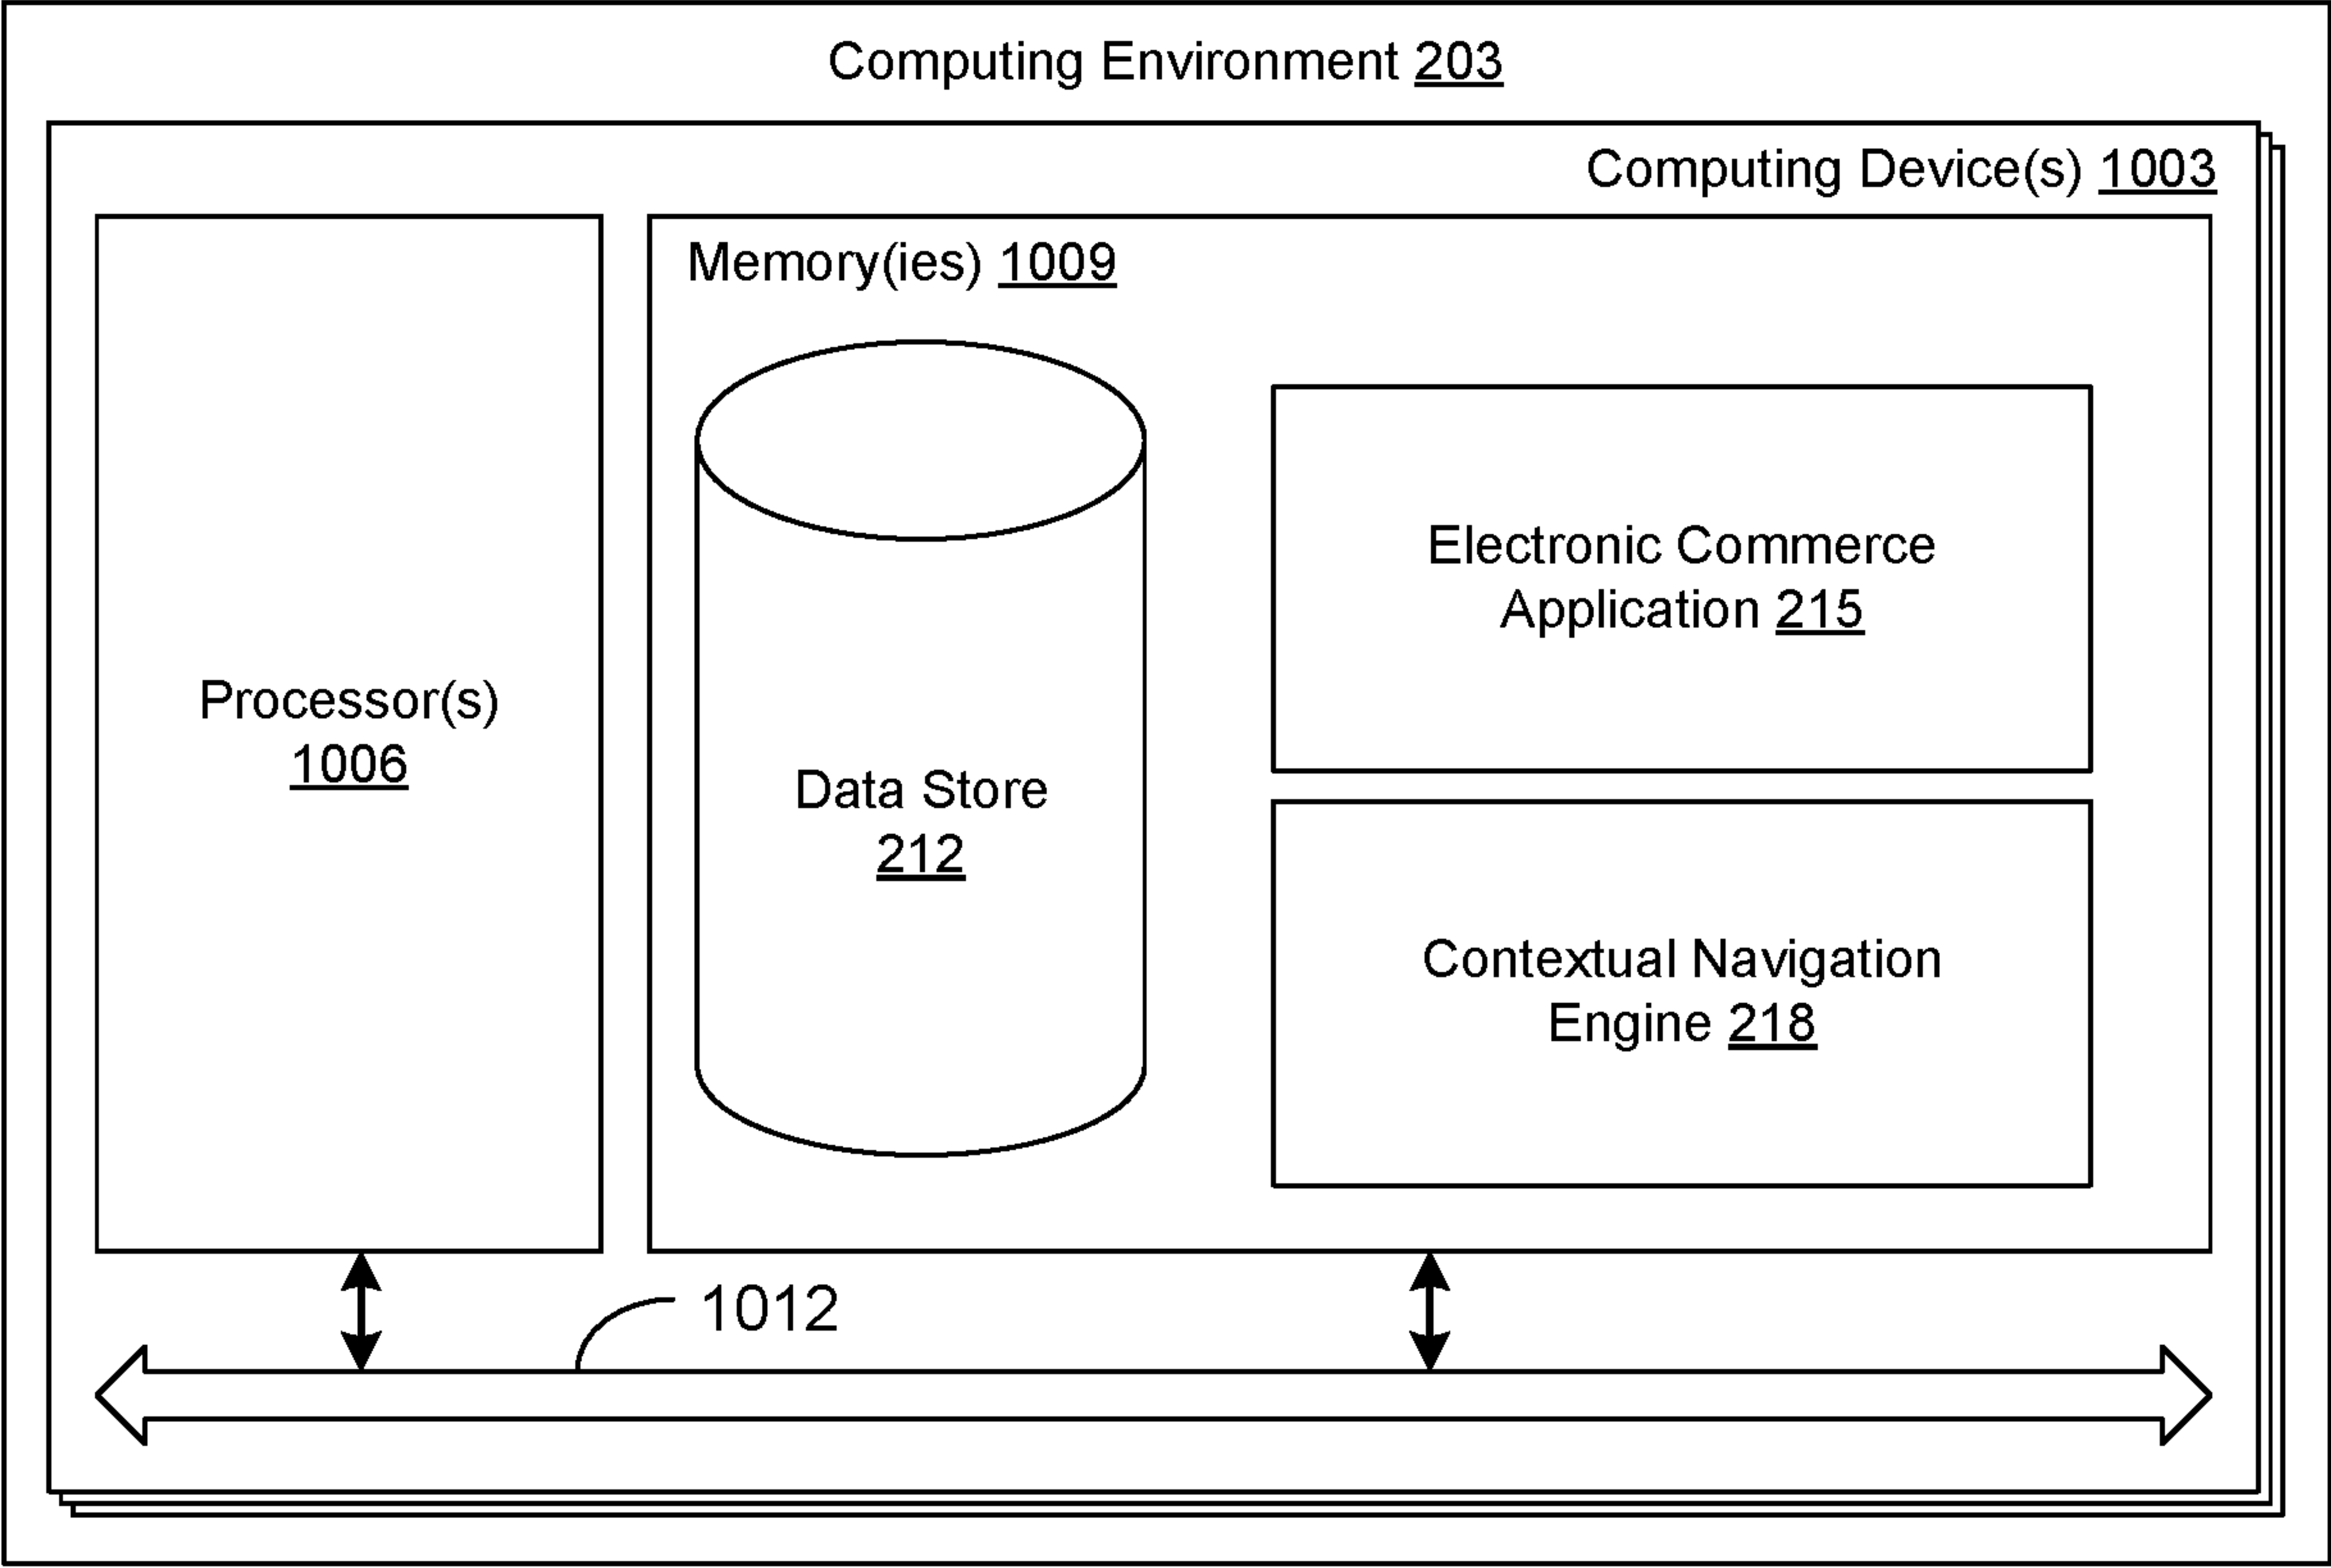 Computing Environment 203
Computing Device(s) 1003
Memory(ies) 1009
Processor(s)
1006
Data Store
212
Electronic Commerce
Application 215
Contextual Navigation
Engine 218
1012